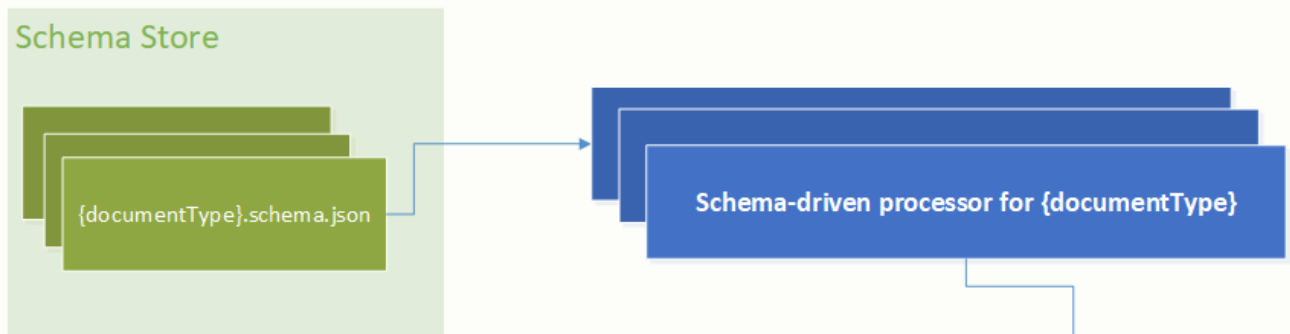 Schema Store
{documentType}.schema.json
Schema-driven processor for {documentType}